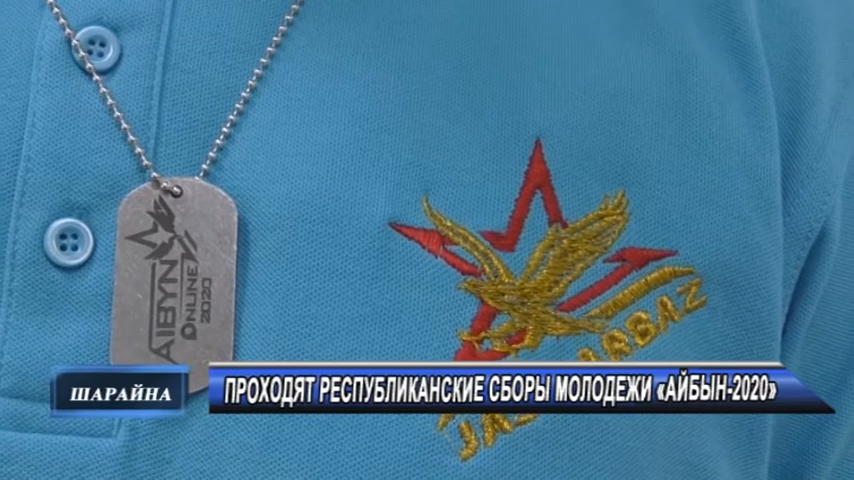 AIBYN
ONLINE
2020
ШАРАЙНА
ПРОХОДЯТ РЕСПУБЛИКАНСКИЕ СБОРЫ МОЛОДЕЖИ «АЙБЫН-2020»